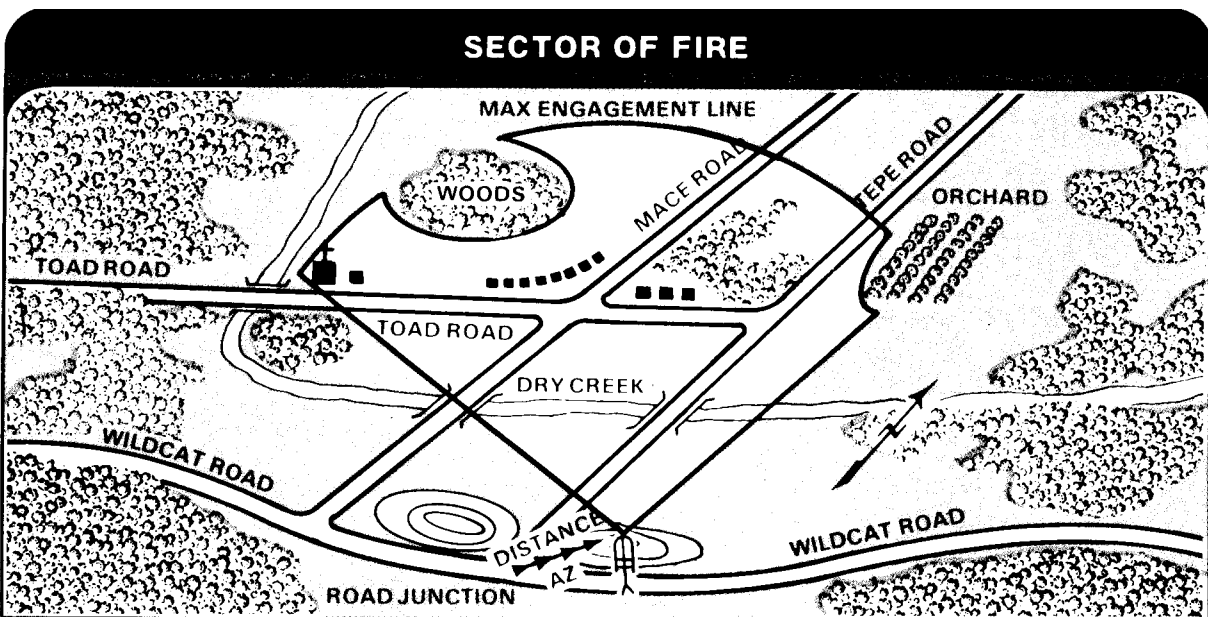 SECTOR OF FIRE
MAX ENGAGEMENT LINE
WOODS
MACE ROAD
TEPE ROAD
ORCHARD
TOAD ROAD
TOAD ROAD
DRY CREEK
N
WILDCAT ROAD
DISTANCE
WILDCAT ROAD
AZ
ROAD JUNCTION